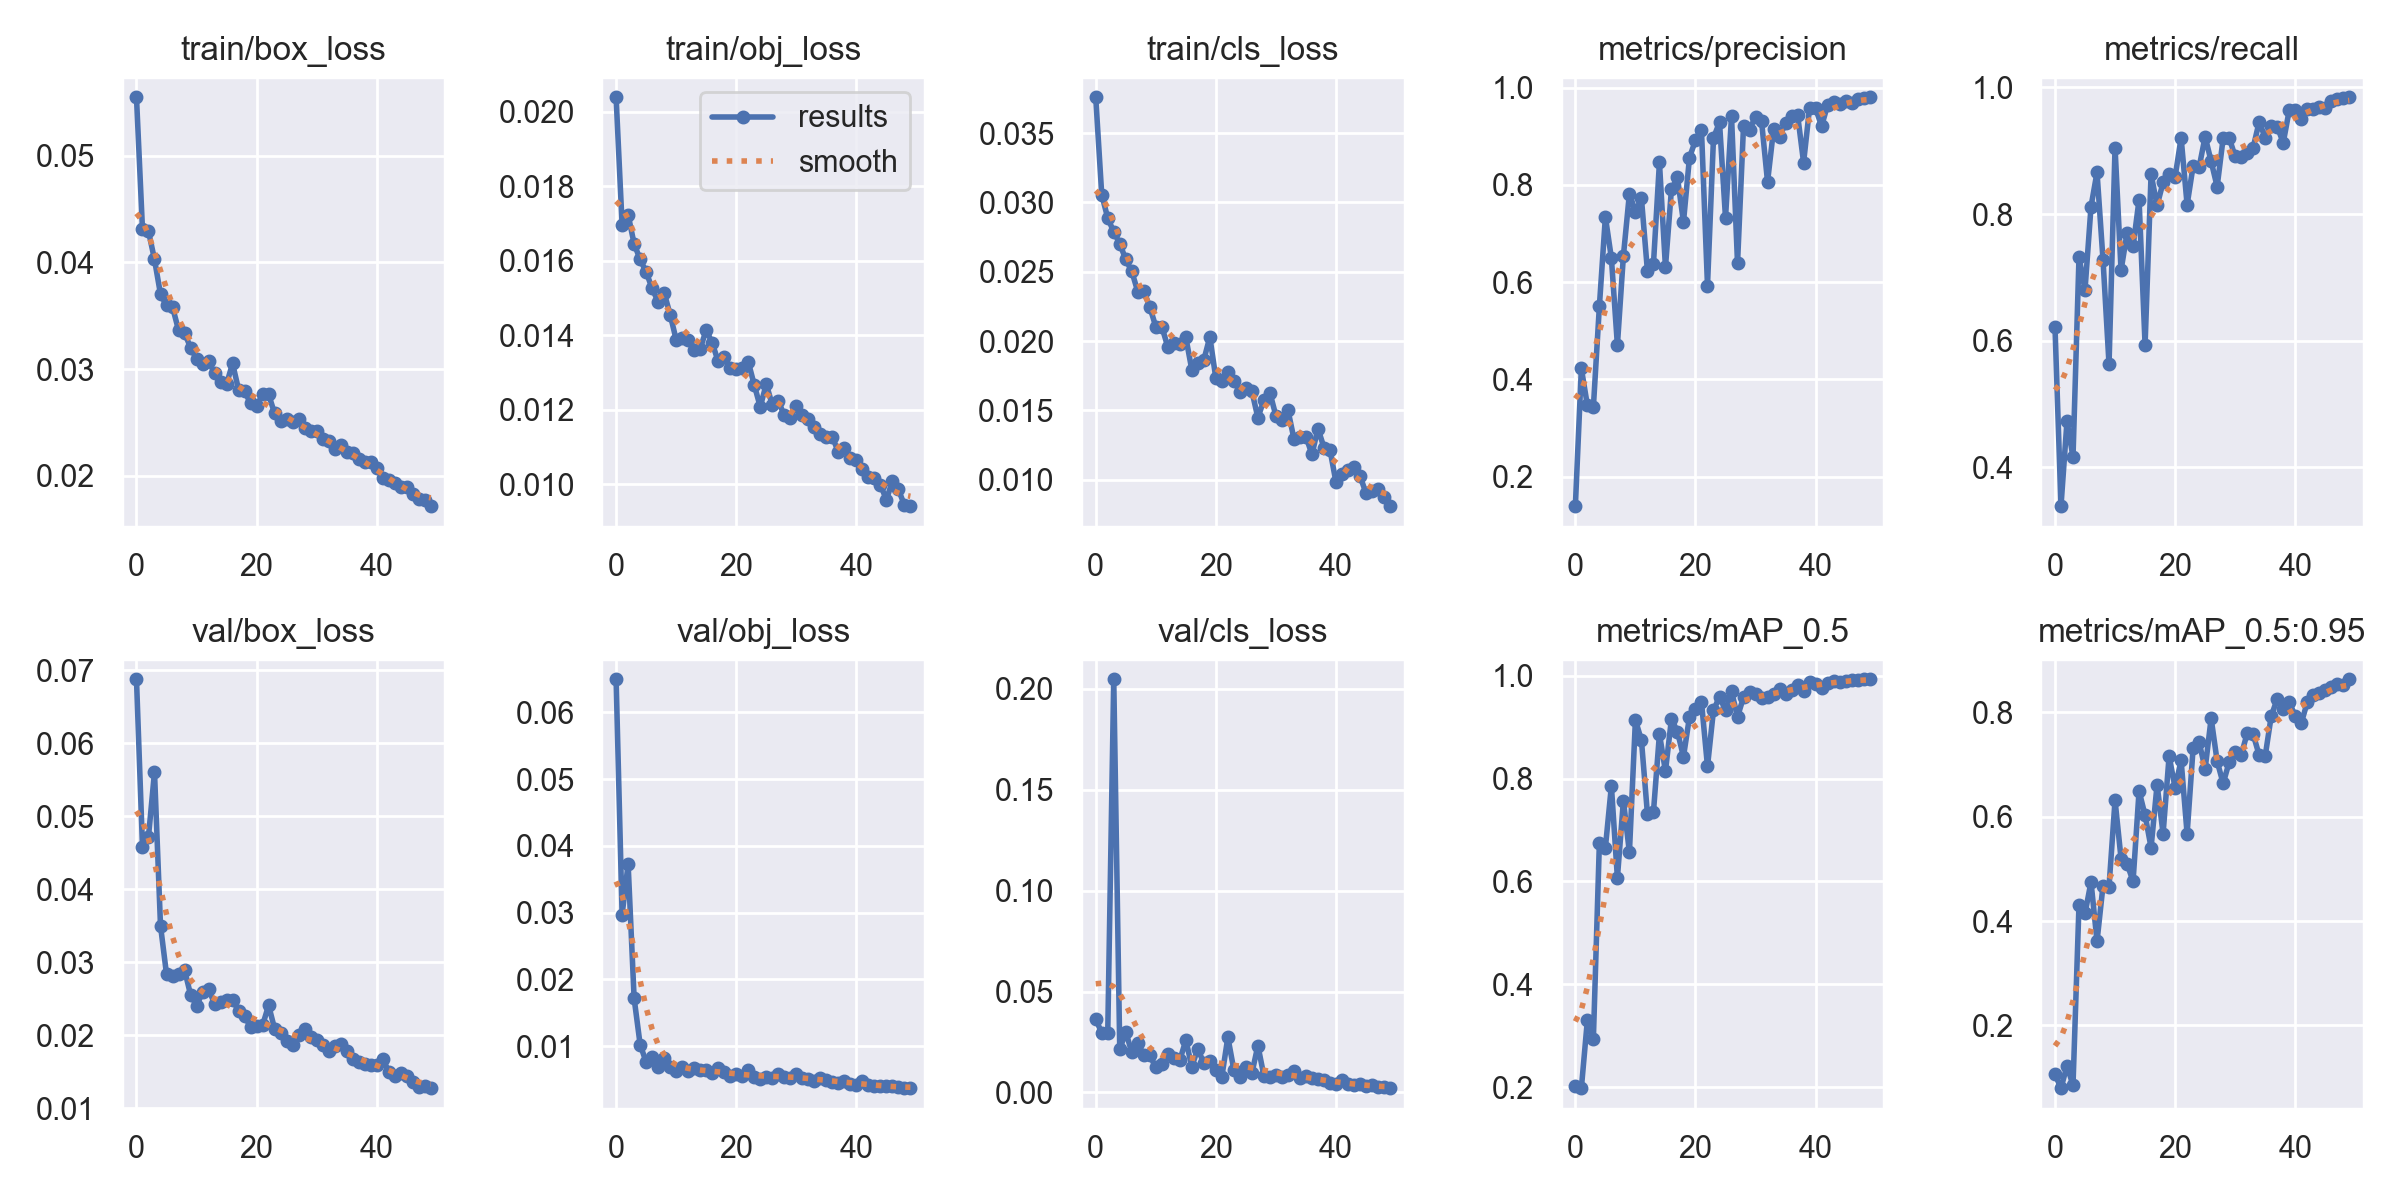 train/box_loss
0.05
0.04
0.03
0.02
0 20 40
train/obj_loss
results
smooth
0.020
0.018
0.016
0.014
0.012
0.010
0 20 40
train/cls_loss
0.035
0.030
0.025
0.020
0.015
0.010
0 20 40
metrics/precision
1.0
0.8
0.6
0.4
0.2
0 20 40
metrics/recall
1.0
0.8
0.6
0.4
0 20 40
val/box_loss
0.07
0.06
0.05
0.04
0.03
0.02
0.01
0 20 40
val/obj_loss
0.06
0.05
0.04
0.03
0.02
0.01
0 20 40
val/cls_loss
0.20
0.15
0.10
0.05
0.00
0 20 40
metrics/mAP_0.5
1.0
0.8
0.6
0.4
0.2
0 20 40
metrics/mAP_0.5:0.95
0.8
0.6
0.4
0.2
0 20 40